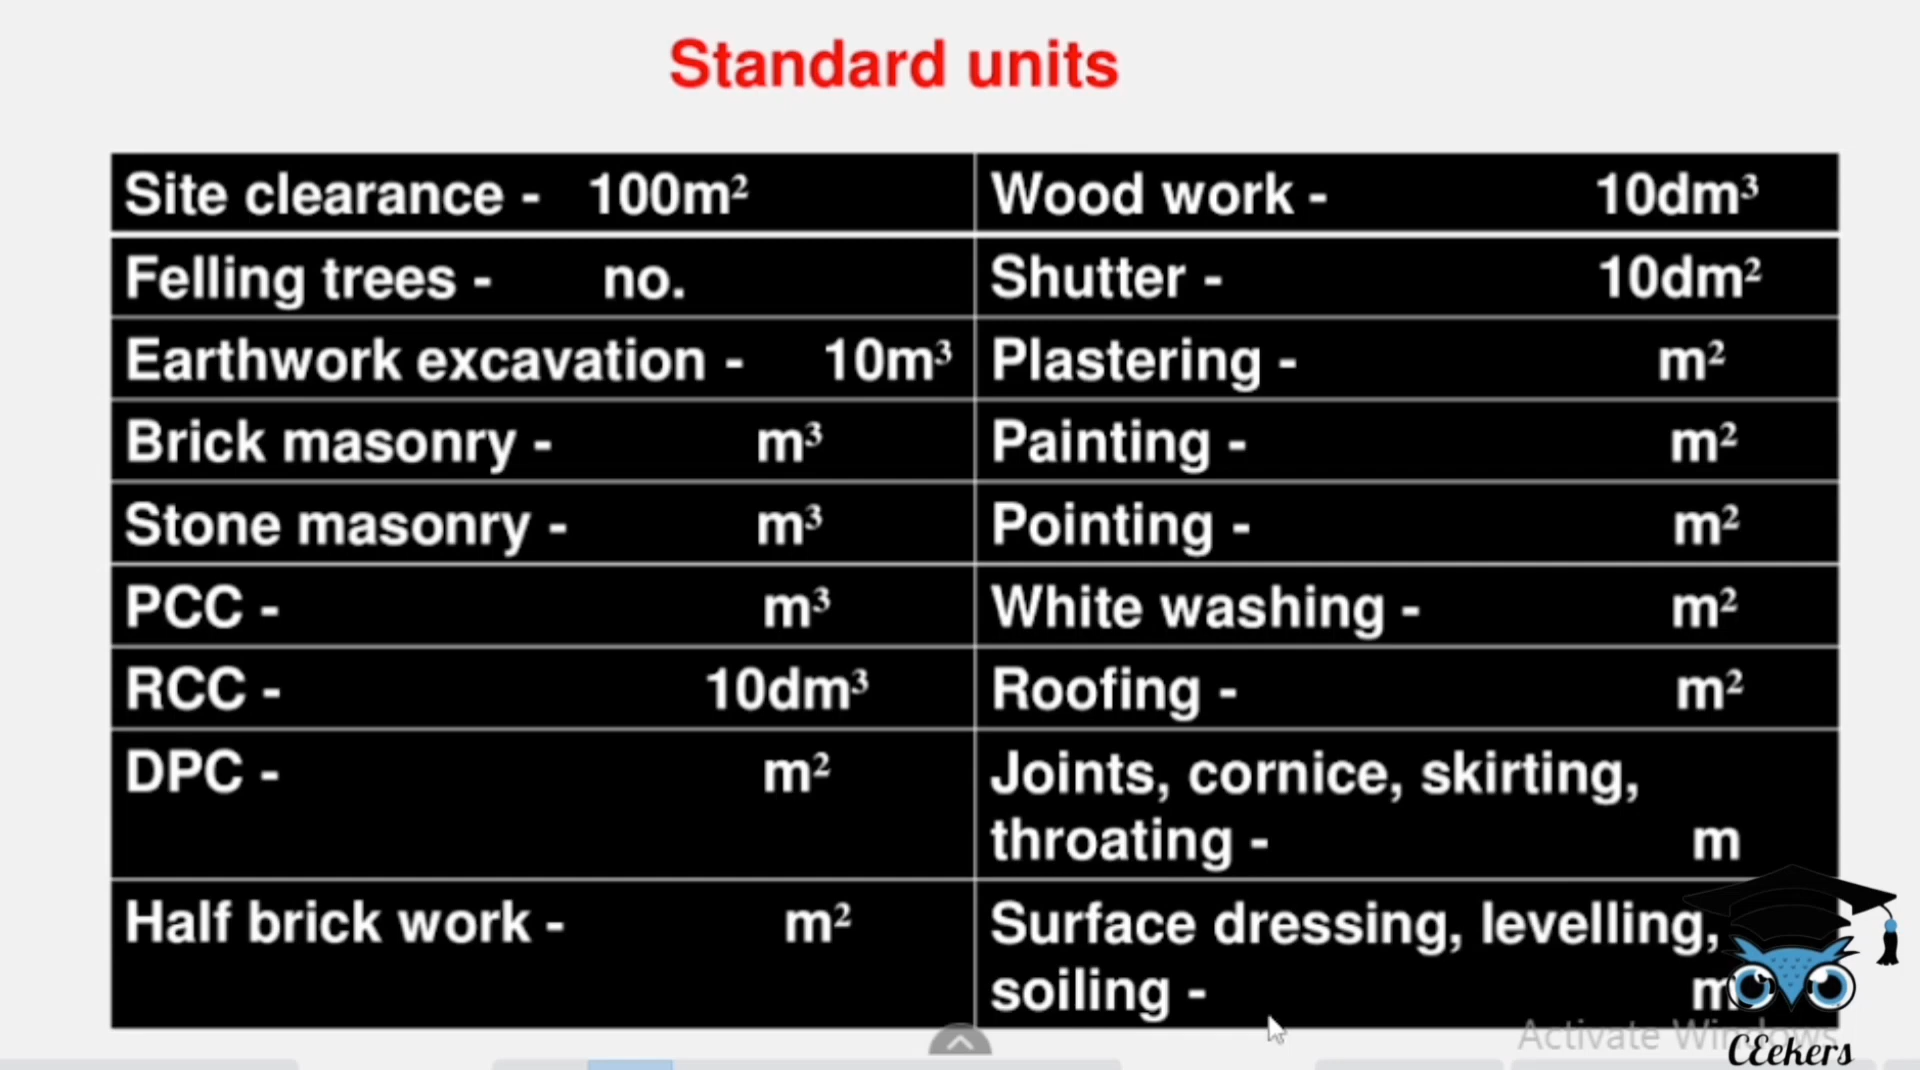 Standard units
Site clearance - 100m²
Wood work - 10dm³
Felling trees - no.
Shutter - 10dm²
Earthwork excavation - 10m³
Plastering - m²
Brick masonry - m³
Painting - m²
Stone masonry - m³
Pointing - m²
PCC - m³
White washing - m²
RCC - 10dm³
Roofing - m²
DPC - m²
Joints, cornice, skirting,
throating - m
Half brick work - m²
Surface dressing, levelling,
soiling -
Activate Windows
CEekers